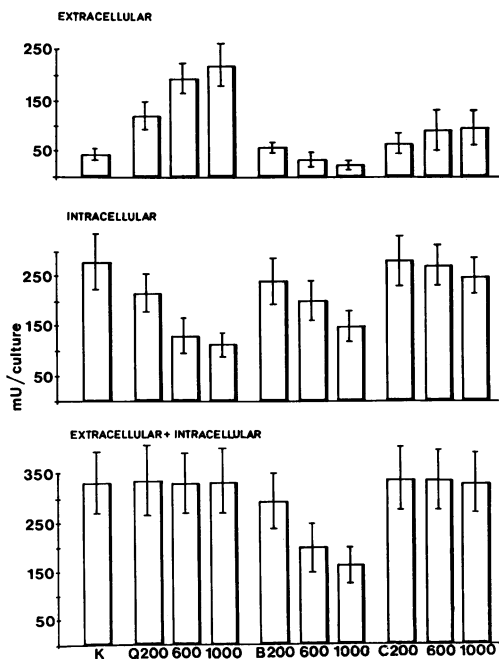 EXTRACELLULAR
250
150
50
INTRACELLULAR
250
150
50
mU/culture
EXTRACELLULAR + INTRACELLULAR
350
250
150
50
K Q200 600 1000 B200 600 1000 C200 600 1000